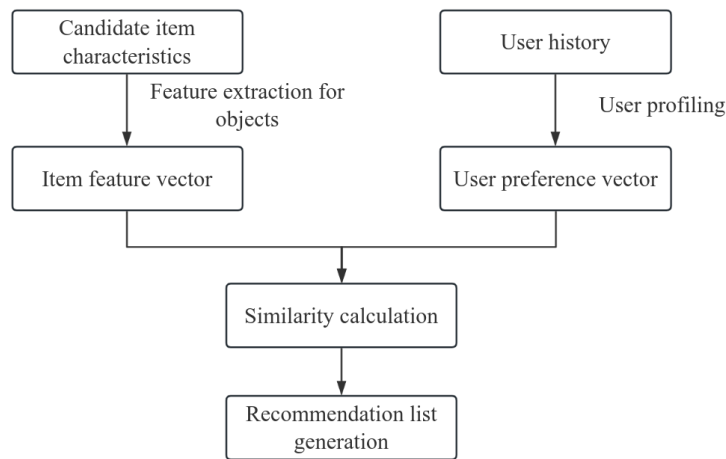 Candidate item
characteristics
User history
Feature extraction for
objects
User profiling
Item feature vector
User preference vector
Similarity calculation
Recommendation list
generation